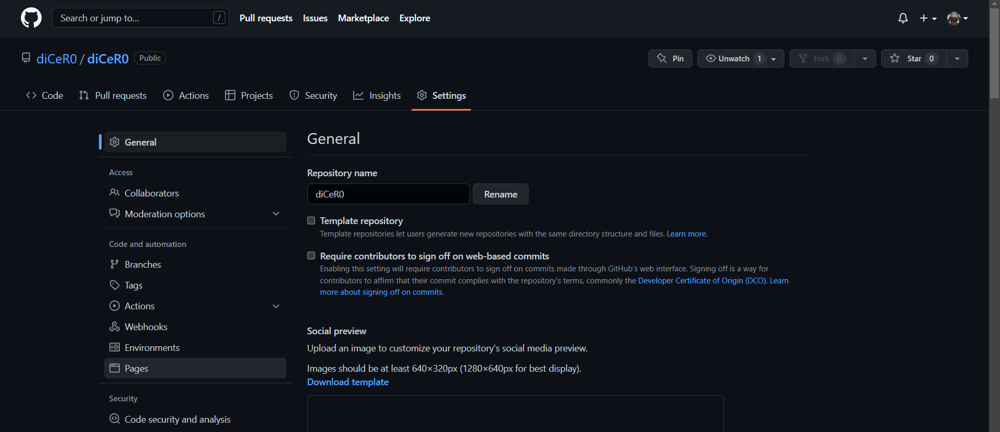 Search or jump to... /
Pull requests Issues Marketplace Explore
diCeR0 / diCeR0 Public
Pin Unwatch 1 Fork 0 Star 0
Code Pull requests Actions Projects Security Insights Settings
General
Access
Collaborators
Moderation options
Code and automation
Branches
Tags
Actions
Webhooks
Environments
Pages
Security
Code security and analysis
General
Repository name
diCeR0 Rename
Template repository
Template repositories let users generate new repositories with the same directory structure and files. Learn more.
Require contributors to sign off on web-based commits
Enabling this setting will require contributors to sign off on commits made through GitHub's web interface. Signing off is a way for
contributors to affirm that their commit complies with the repository's terms, commonly the Developer Certificate of Origin (DCO). Learn
more about signing off on commits.
Social preview
Upload an image to customize your repository's social media preview.
Images should be at least 640×320px (1280×640px for best display).
Download template